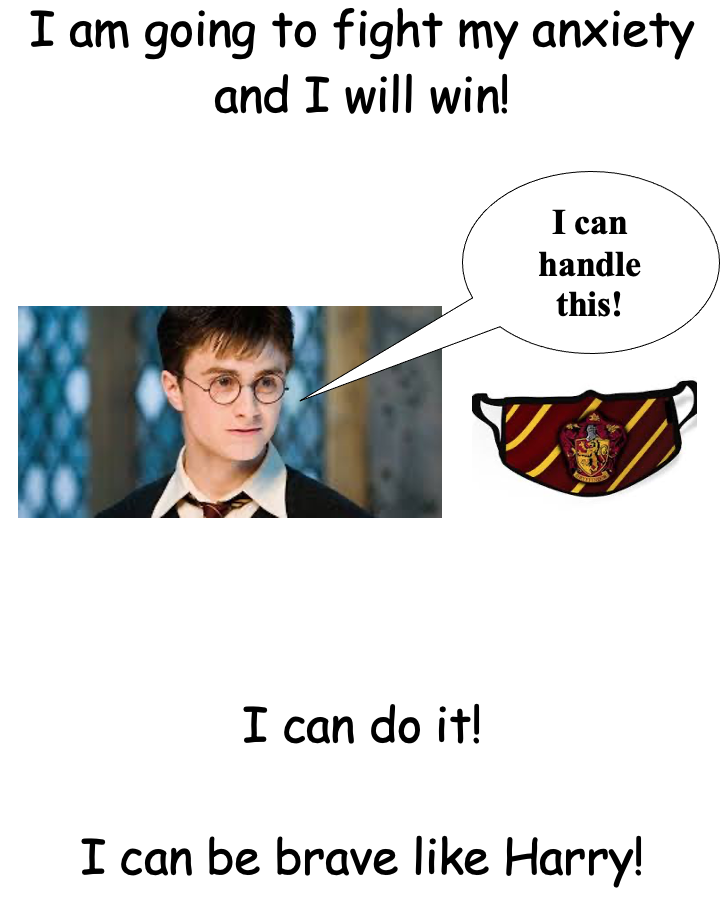 I am going to fight my anxiety
and I will win!
I can
handle
this!
I can do it!
I can be brave like Harry!